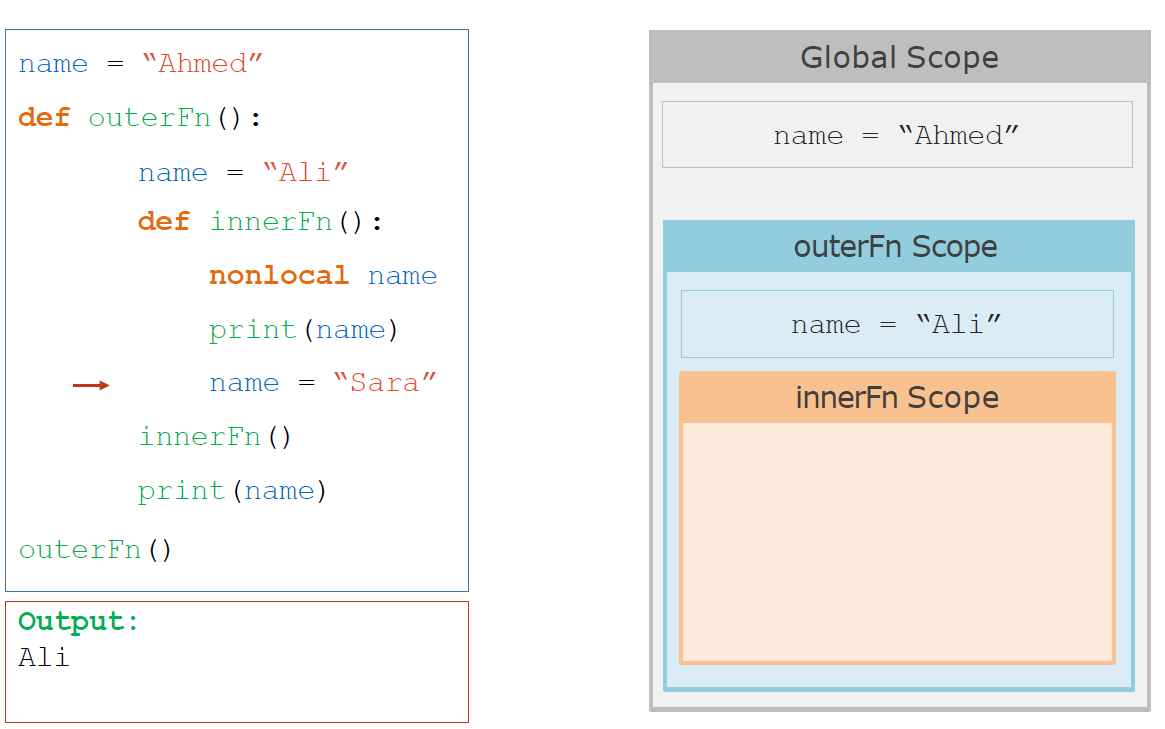 name = “Ahmed”
def outerFn():
name = “Ali”
def innerFn():
nonlocal name
print(name)
name = “Sara”
innerFn()
print(name)
outerFn()
Output:
Ali
Global Scope
name = “Ahmed”
outerFn Scope
name = “Ali”
innerFn Scope